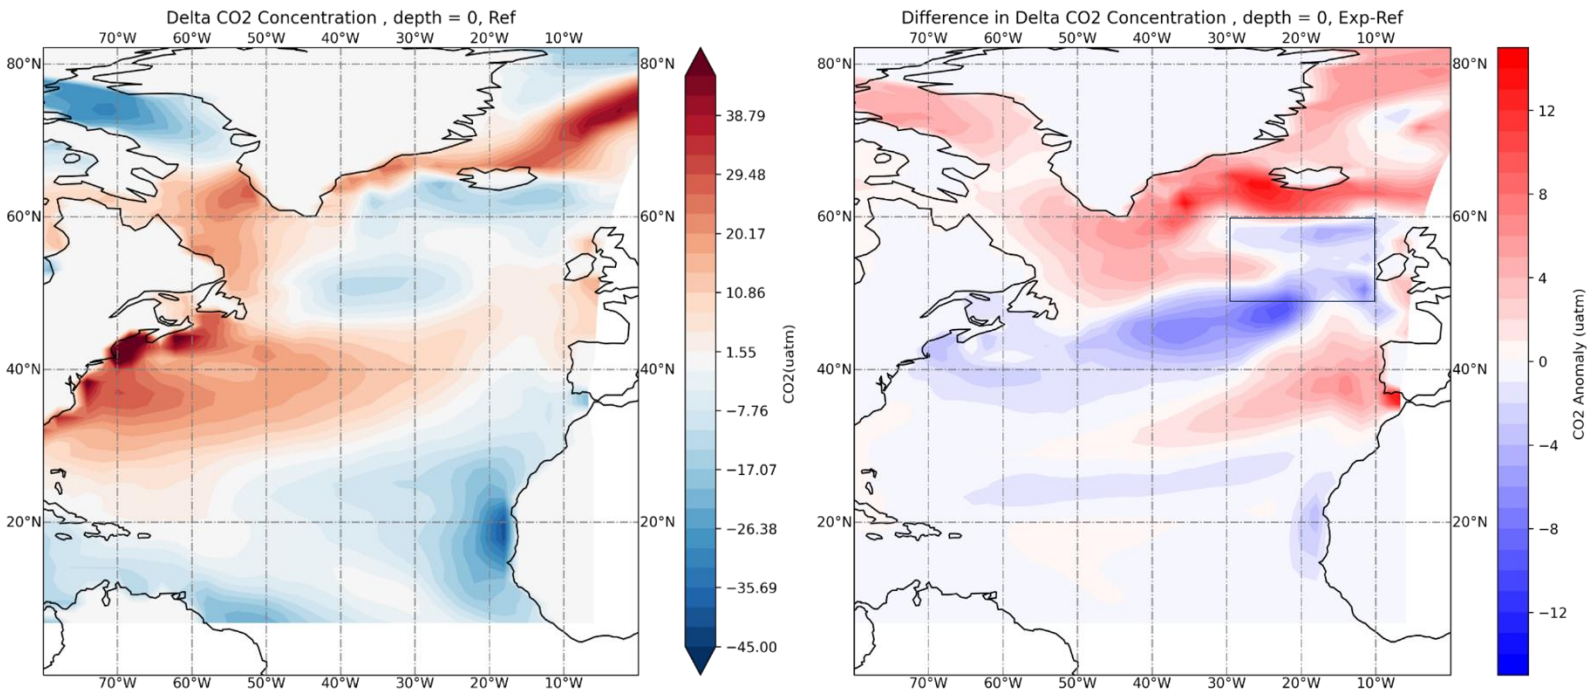 Delta CO2 Concentration , depth = 0, Ref
70°W 60°W 50°W 40°W 30°W 20°W 10°W
80°N 80°N
60°N 60°N
40°N 40°N
20°N 20°N
70°W 60°W 50°W 40°W 30°W 20°W 10°W
38.79
29.48
20.17
10.86
1.55
−7.76
−17.07
−26.38
−35.69
−45.00
CO2(uatm)
Difference in Delta CO2 Concentration , depth = 0, Exp-Ref
70°W 60°W 50°W 40°W 30°W 20°W 10°W
80°N 80°N
60°N 60°N
40°N 40°N
20°N 20°N
70°W 60°W 50°W 40°W 30°W 20°W 10°W
12
8
4
0
−4
−8
−12
CO2 Anomaly (uatm)